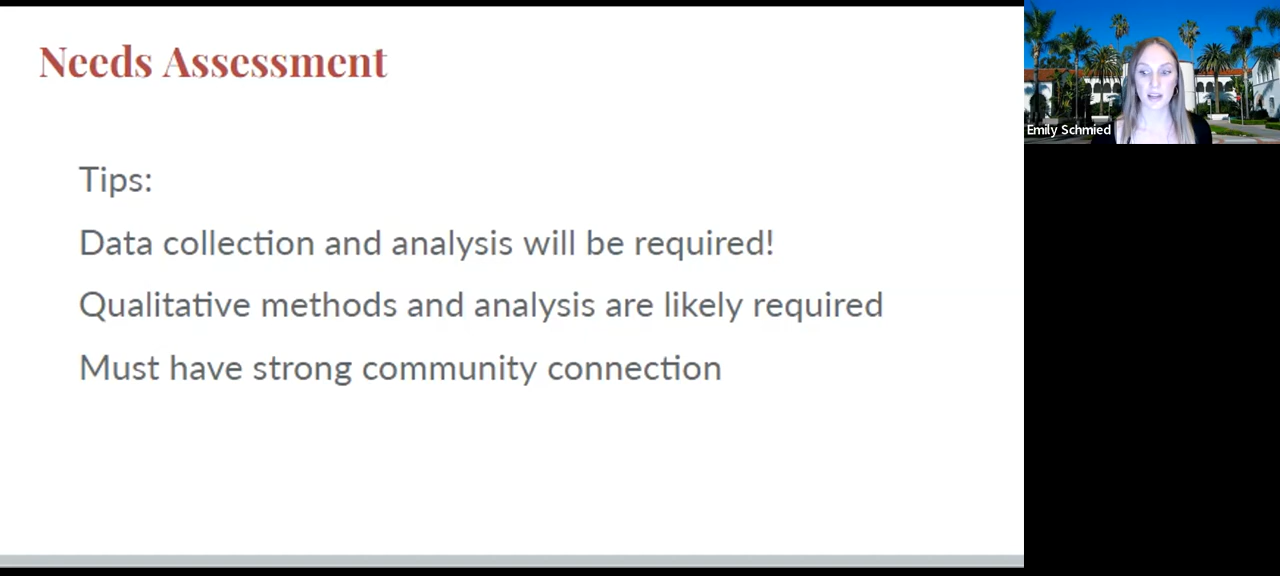 Needs Assessment
Tips:
Data collection and analysis will be required!
Qualitative methods and analysis are likely required
Must have strong community connection
Emily Schmied